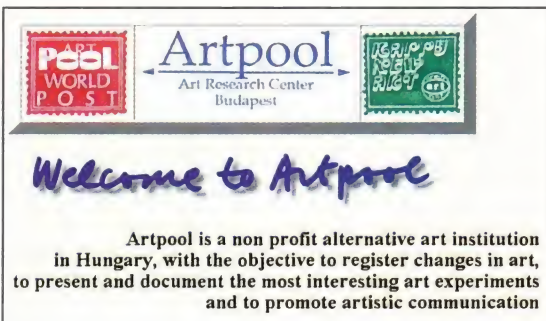 ART
POOL
WORLD
POST
Artpool
Art Research Center
Budapest
art
Welcome to Artpool
Artpool is a non profit alternative art institution
in Hungary, with the objective to register changes in art,
to present and document the most interesting art experiments
and to promote artistic communication